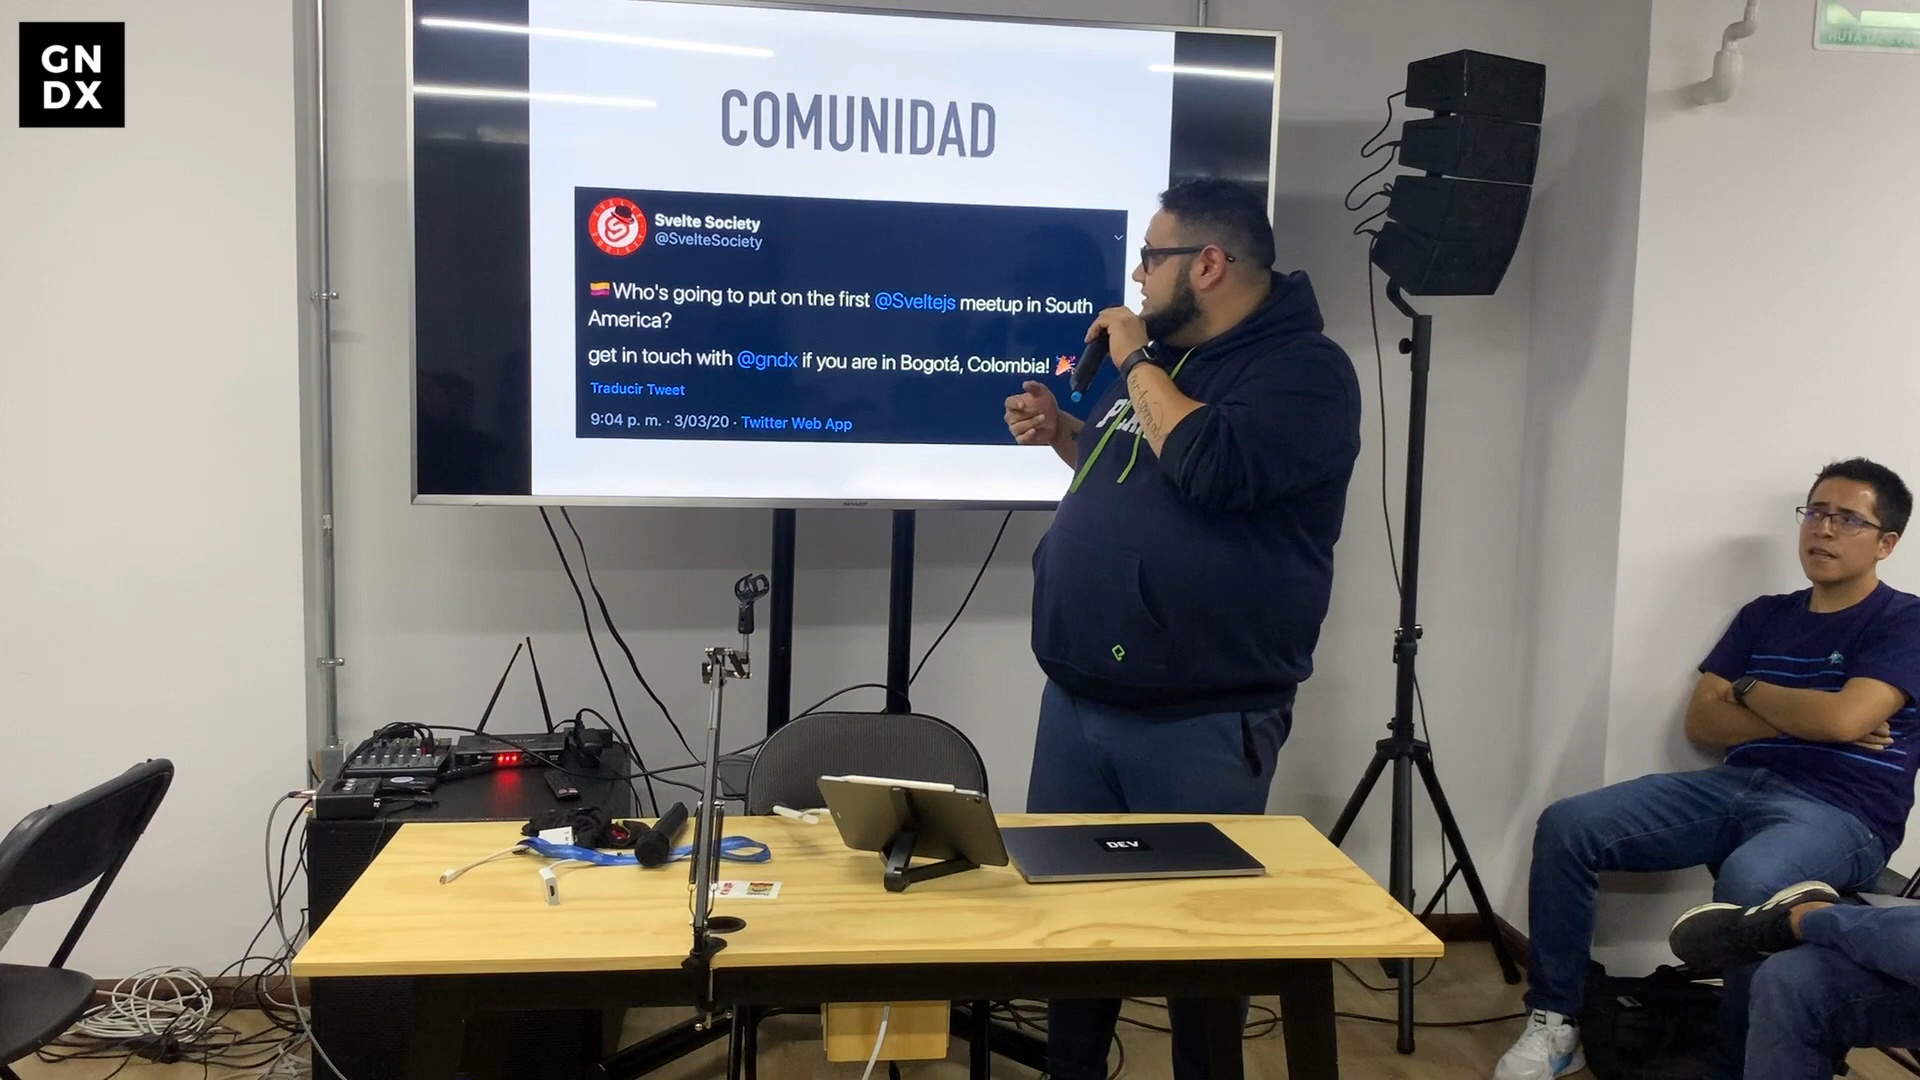 GN
DX
COMUNIDAD
Svelte Society
@SvelteSociety
Who's going to put on the first @Sveltejs meetup in South
America?
get in touch with @gndx if you are in Bogotá, Colombia!
Traducir Tweet
9:04 p. m. · 3/03/20 · Twitter Web App
SHARP
DEV